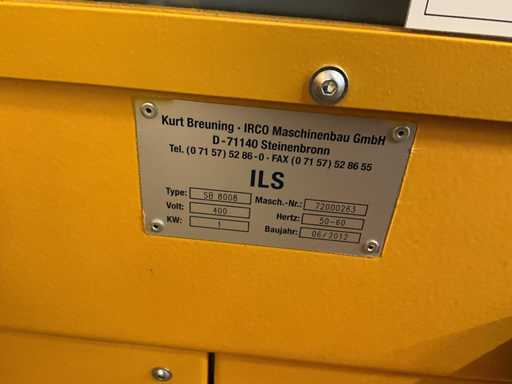 Kurt Breuning - IRCO Maschinenbau GmbH
D-71140 Steinenbronn
Tel. (0 71 57) 52 86-0 - FAX (0 71 57) 52 86 55
ILS
Type: SB 8008 Masch.-Nr.: 72000263
Volt: 400 Hertz: 50-60
KW: 1 Baujahr: 06/2012